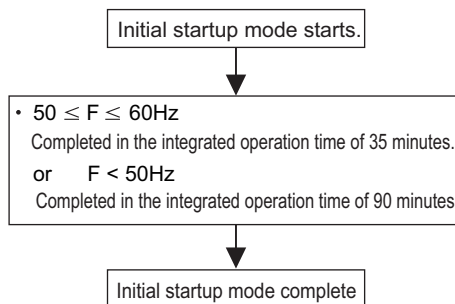 Initial startup mode starts.
· 50 ≤ F ≤ 60Hz
Completed in the integrated operation time of 35 minutes.
or F < 50Hz
Completed in the integrated operation time of 90 minutes
Initial startup mode complete